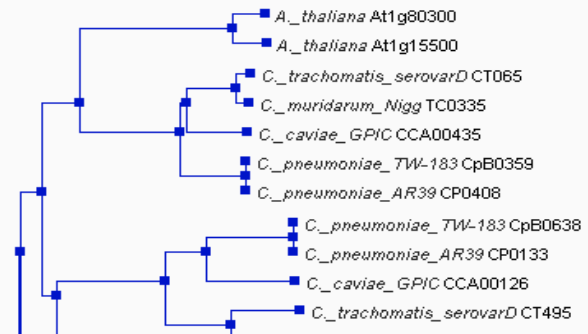 A._thaliana At1g80300
A._thaliana At1g15500
C._trachomatis_serovarD CT065
C._muridarum_Nigg TC0335
C._caviae_GPIC CCA00435
C._pneumoniae_TW-183 CpB0359
C._pneumoniae_AR39 CP0408
C._pneumoniae_TW-183 CpB0638
C._pneumoniae_AR39 CP0133
C._caviae_GPIC CCA00126
C._trachomatis_serovarD CT495